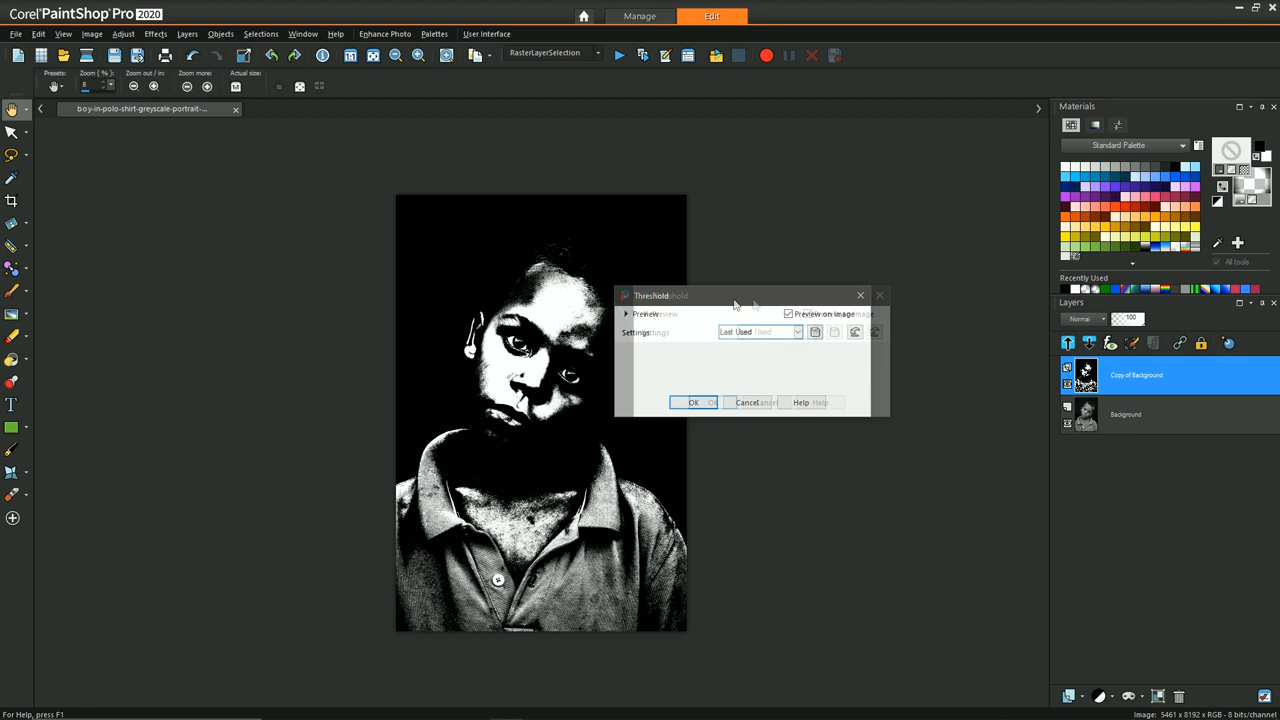 Corel® PaintShop® Pro 2020
Manage
Edit
File Edit View Image Adjust Effects Layers Objects Selections Window Help Enhance Photo Palettes User Interface
RasterLayerSelection
Presets: Zoom ( % ): Zoom out / in: Zoom more: Actual size:
8
boy-in-polo-shirt-greyscale-portrait-...
Materials
Standard Palette
All tools
Recently Used
Threshold
Preview
Preview on image
Settings
Last Used
OK
Cancel
Help
Layers
Normal
100
Copy of Background
Background
For Help, press F1
Image: 5461 x 8192 x RGB - 8 bits/channel